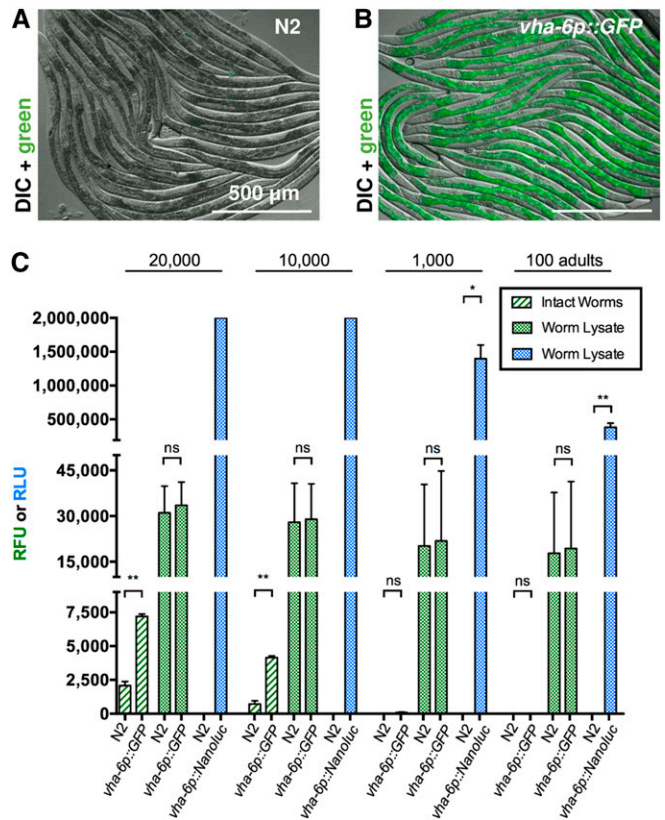 A
N2
DIC + green
500 μm
B
vha-6p::GFP
DIC + green
C
20,000
10,000
1,000
100 adults
Intact Worms
Worm Lysate
Worm Lysate
RFU or RLU
2,000,000
1,500,000
1,000,000
500,000
45,000
30,000
15,000
7,500
5,000
2,500
0
**
ns
**
ns
ns
ns
*
ns
ns
**
N2
vha-6p::GFP
N2
vha-6p::GFP
N2
vha-6p::Nanoluc
N2
vha-6p::GFP
N2
vha-6p::GFP
N2
vha-6p::Nanoluc
N2
vha-6p::GFP
N2
vha-6p::GFP
N2
vha-6p::Nanoluc
N2
vha-6p::GFP
N2
vha-6p::GFP
N2
vha-6p::Nanoluc